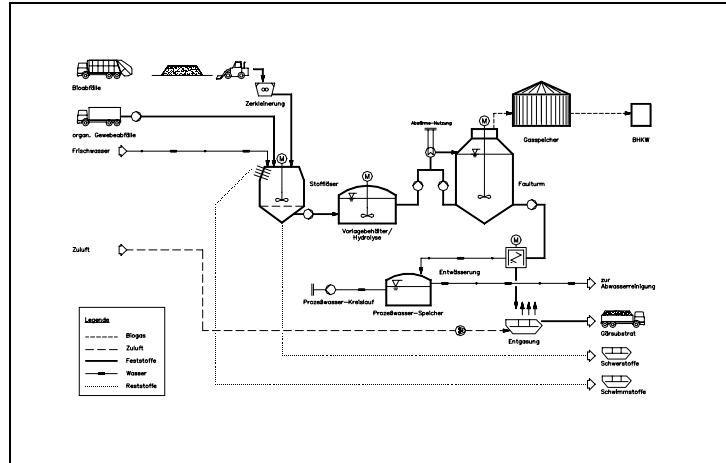 Bioabfälle
Zerkleinerung
organ. Gewebeabfälle
Frischwasser
Stofflöser
Vorlagebehälter/
Hydrolyse
Abwärme-Nutzung
Gasspeicher
BHKW
Faulturm
Zuluft
Entwässerung
zur
Abwasserreinigung
Prozeßwasser-Kreislauf
Prozeßwasser-Speicher
Entgasung
Gärsubstrat
Schwerstoffe
Schwimmstoffe
Legende
Biogas
Zuluft
Feststoffe
Wasser
Reststoffe
M
M
M
M
M